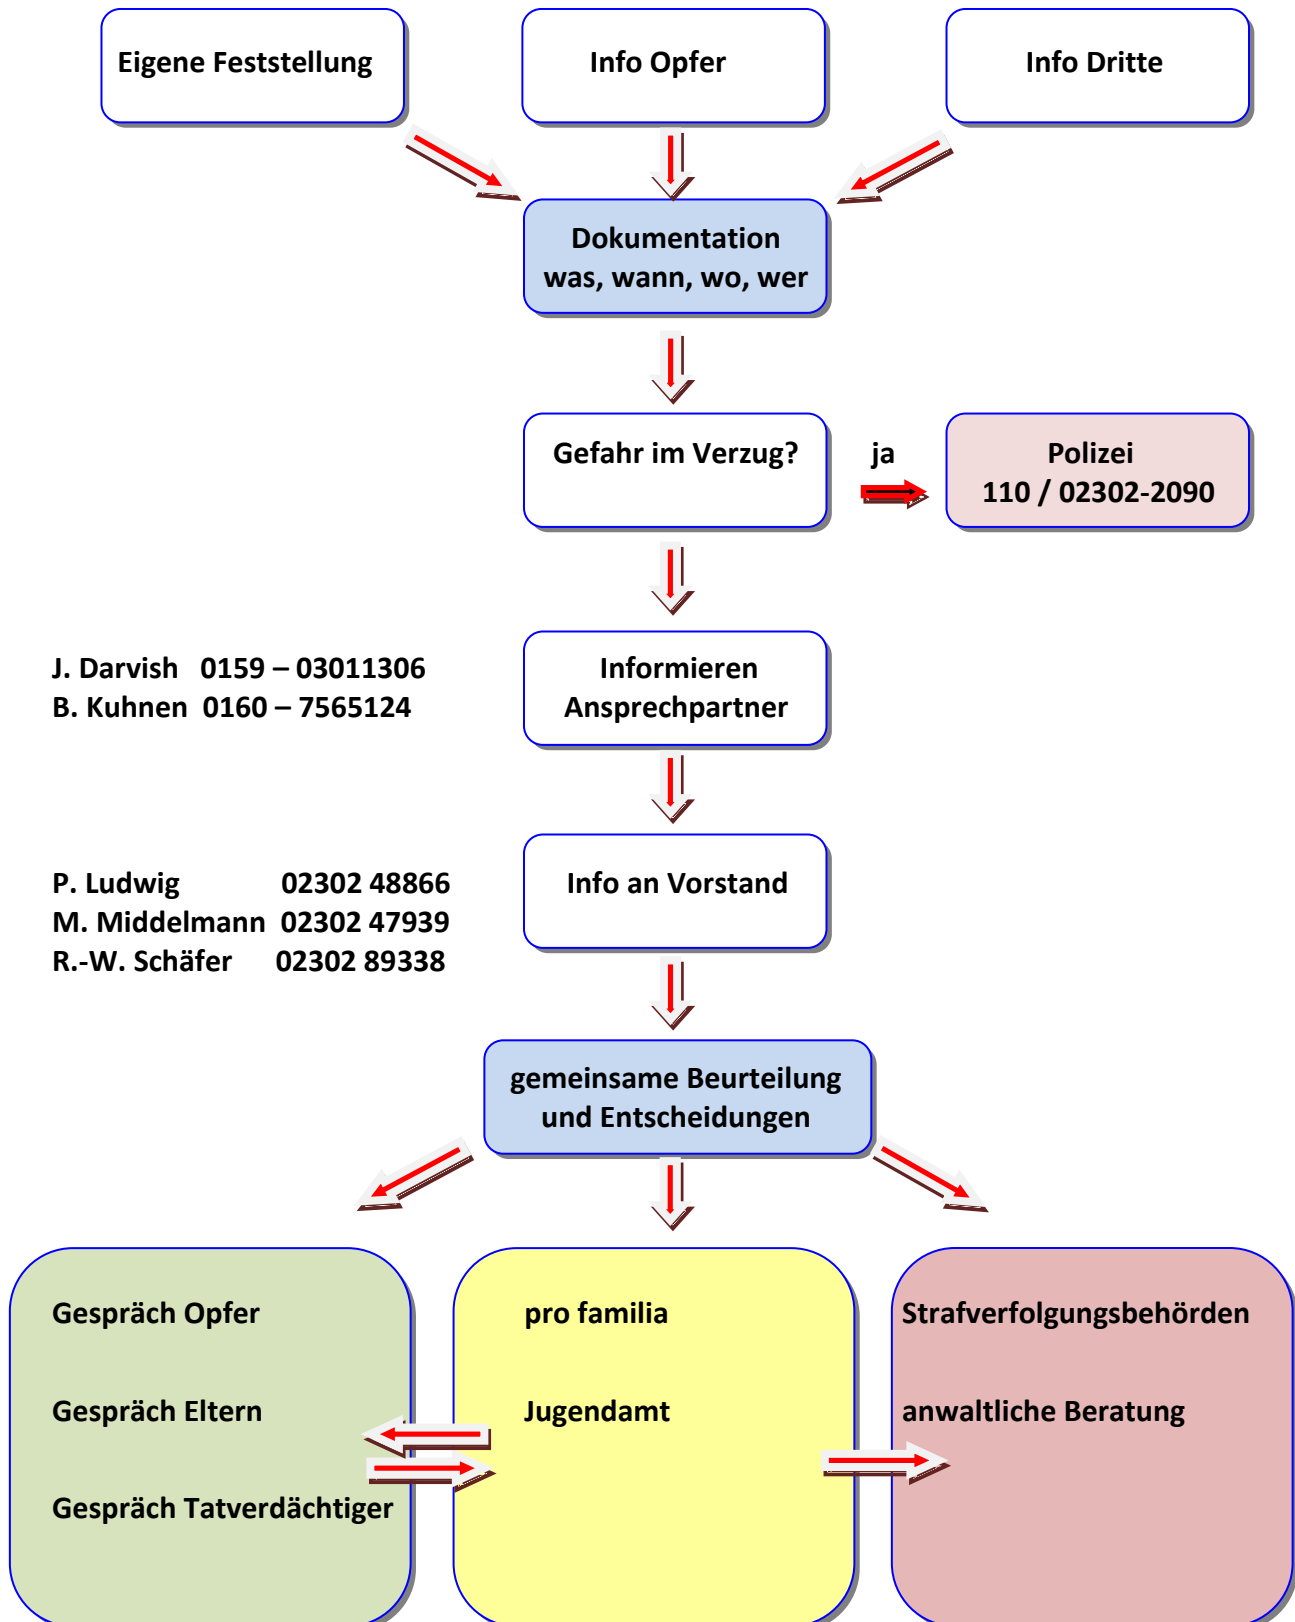 Eigene Feststellung
Info Opfer
Info Dritte
Dokumentation
was, wann, wo, wer
Gefahr im Verzug?
ja
Polizei
110 / 02302-2090
J. Darvish 0159 – 03011306
B. Kuhnen 0160 – 7565124
Informieren
Ansprechpartner
P. Ludwig 02302 48866
M. Middelmann 02302 47939
R.-W. Schäfer 02302 89338
Info an Vorstand
gemeinsame Beurteilung
und Entscheidungen
Gespräch Opfer
Gespräch Eltern
Gespräch Tatverdächtiger
pro familia
Jugendamt
Strafverfolgungsbehörden
anwaltliche Beratung